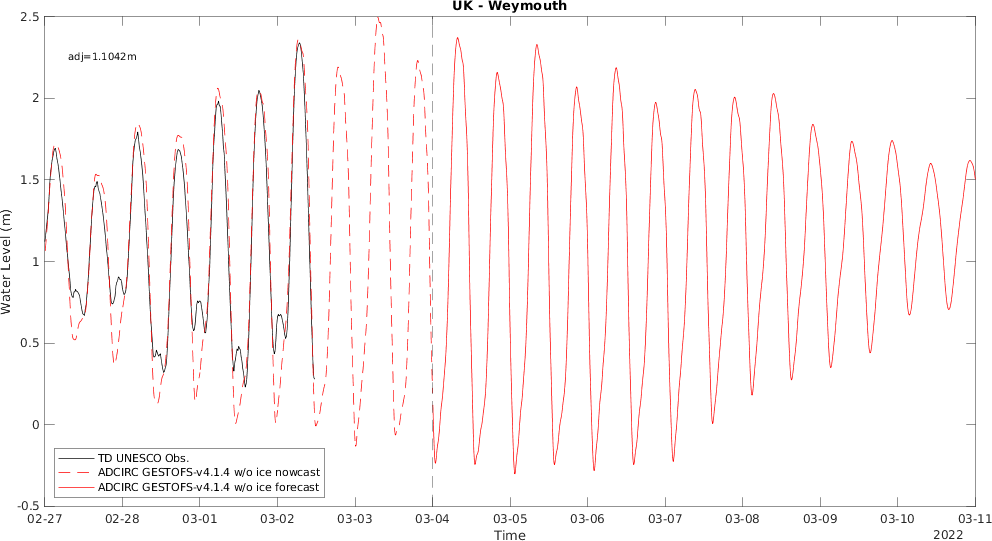 UK - Weymouth
adj=1.1042m
2.5
2
1.5
1
0.5
0
-0.5
Water Level (m)
TD UNESCO Obs.
ADCIRC GESTOFS-v4.1.4 w/o ice nowcast
ADCIRC GESTOFS-v4.1.4 w/o ice forecast
02-27 02-28 03-01 03-02 03-03 03-04 03-05 03-06 03-07 03-08 03-09 03-10 03-11
Time
2022